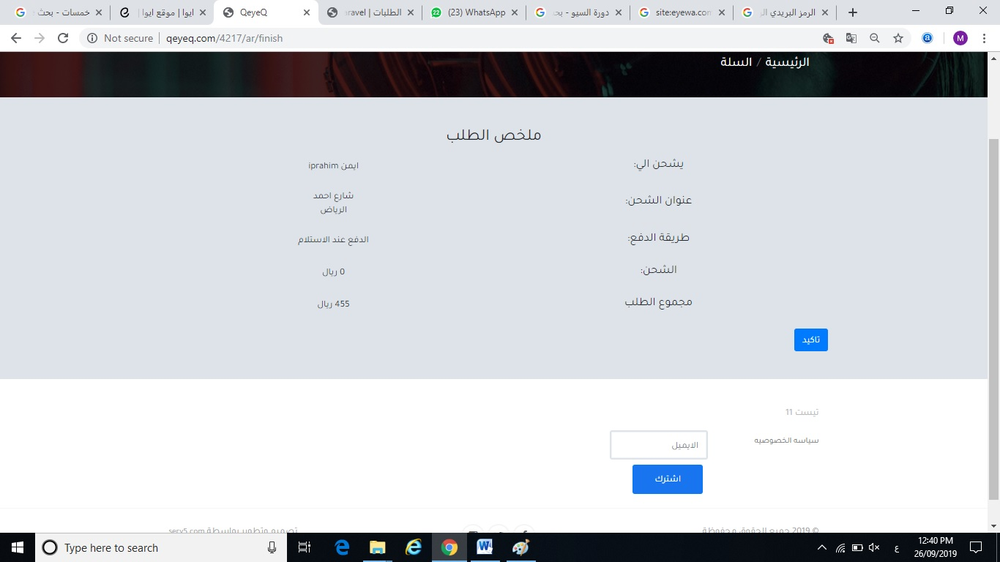 خمسات - بحث
ايوا | موقع ايوا |
QeyeQ
الطلبات | aravel
(23) WhatsApp
دورة السيو - بحث
site:eyewa.com
الرمز البريدي ال
Not secure | qeyeq.com/4217/ar/finish
M
الرئيسية / السلة
ملخص الطلب
يشحن الي:
ايمن iprahim
عنوان الشحن:
شارع احمد
الرياض
طريقة الدفع:
الدفع عند الاستلام
الشحن:
0 ريال
مجموع الطلب
455 ريال
تاكيد
تيست 11
سياسه الخصوصيه
الايميل
اشترك
© 2019 جميع الحقوق محفوظة
تصميم وتطوير بواسطة serv5.com
Type here to search
ع
12:40 PM
26/09/2019